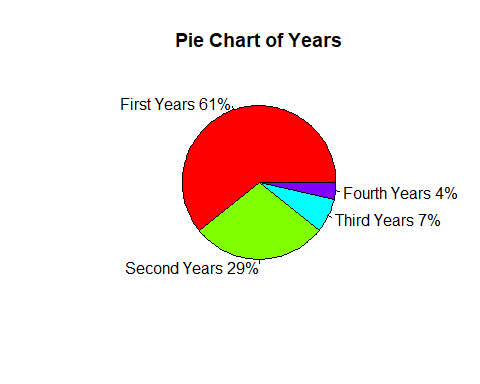 Pie Chart of Years
First Years 61%
Fourth Years 4%
Third Years 7%
Second Years 29%